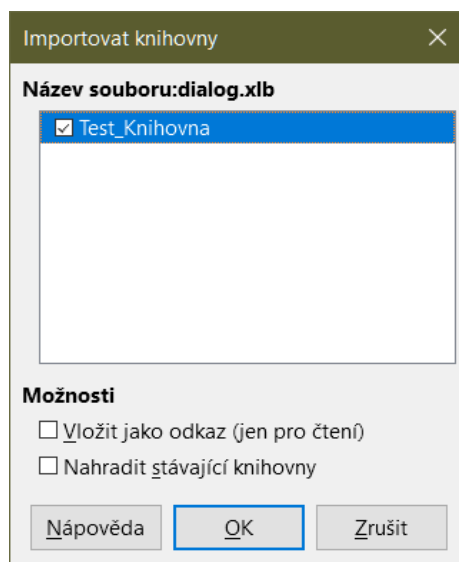 Importovat knihovny
Název souboru:dialog.xlb
Test_Knihovna
Možnosti
Vložit jako odkaz (jen pro čtení)
Nahradit stávající knihovny
Nápověda OK Zrušit